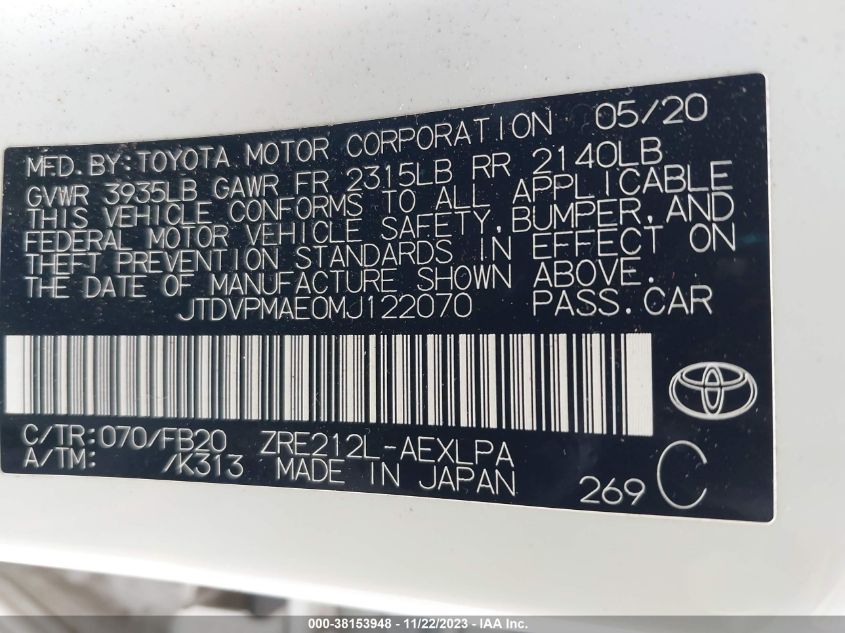 MFD.BY:TOYOTA MOTOR CORPORATION 05/20
GVWR 3935LB GAWR FR 2315LB RR 2140LB
THIS VEHICLE CONFORMS TO ALL APPLICABLE
FEDERAL MOTOR VEHICLE SAFETY,BUMPER,AND
THEFT PREVENTION STANDARDS IN EFFECT ON
THE DATE OF MANUFACTURE SHOWN ABOVE.
JTDVPMAE0MJ122070 PASS.CAR
C/TR:070/FB20 ZRE212L-AEXLPA
A/TM: /K313 MADE IN JAPAN
269 C
000-38153948 - 11/22/2023 - IAA Inc.